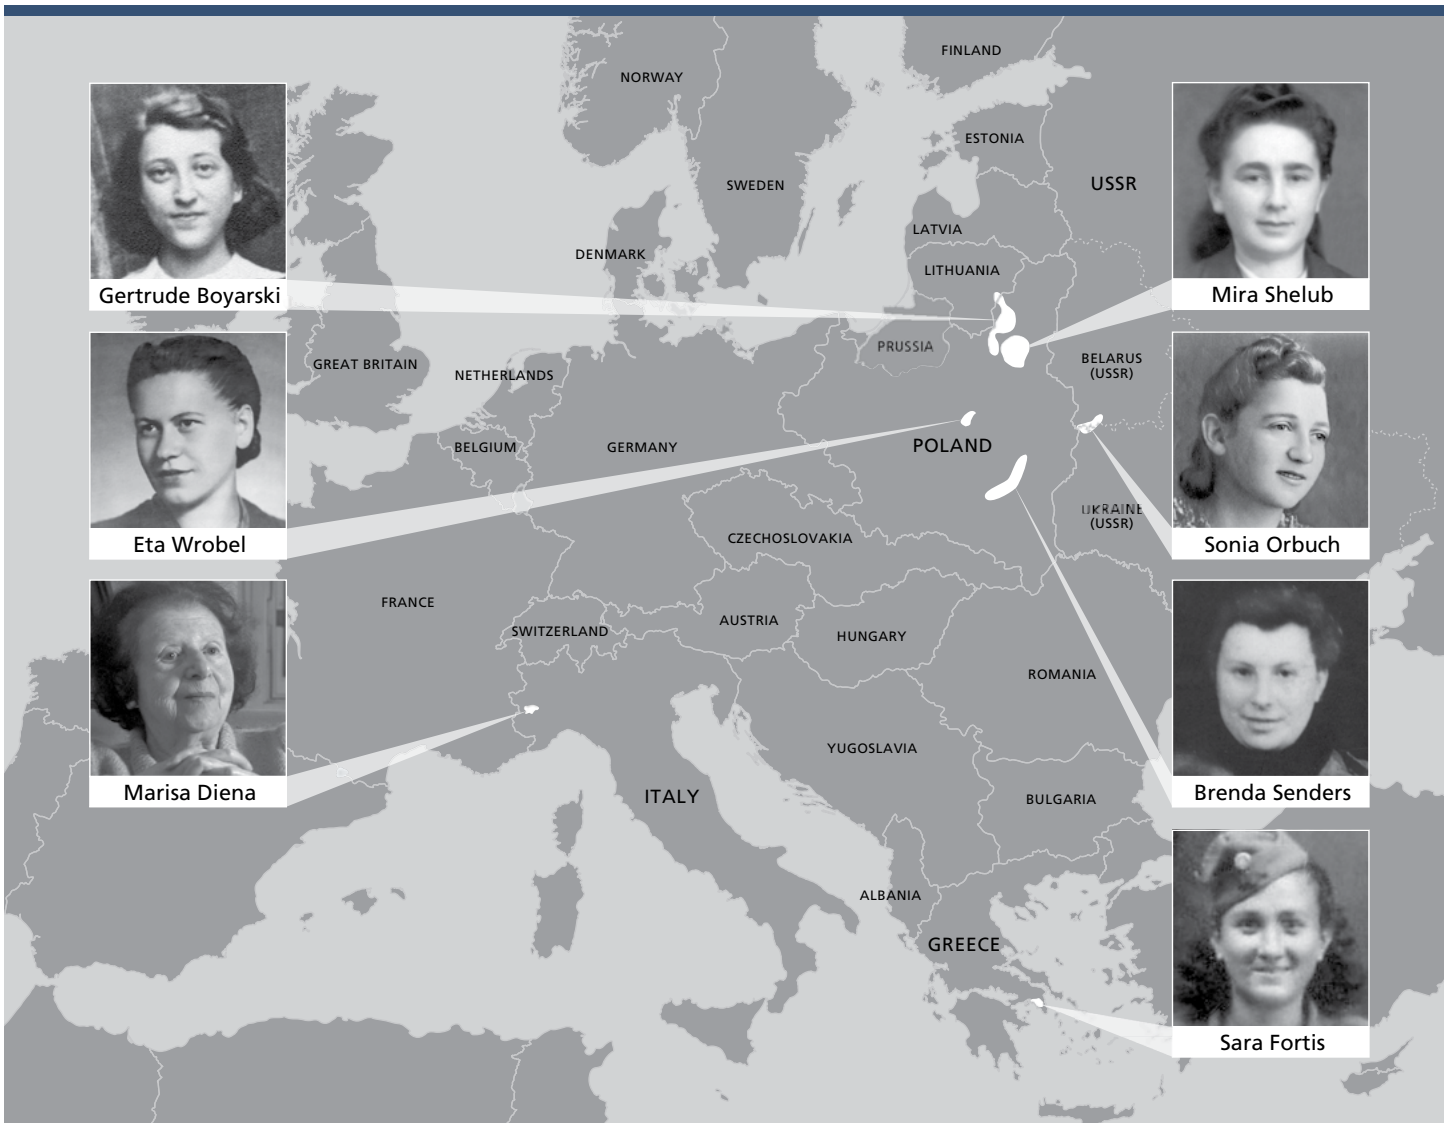 FINLAND
NORWAY
ESTONIA
SWEDEN
USSR
LATVIA
DENMARK
LITHUANIA
Gertrude Boyarski
Mira Shelub
PRUSSIA
GREAT BRITAIN
NETHERLANDS
BELARUS
(USSR)
BELGIUM
GERMANY
POLAND
UKRAINE
(USSR)
Eta Wrobel
Sonia Orbuch
CZECHOSLOVAKIA
FRANCE
SWITZERLAND
AUSTRIA
HUNGARY
ROMANIA
YUGOSLAVIA
Marisa Diena
ITALY
BULGARIA
Brenda Senders
ALBANIA
GREECE
Sara Fortis